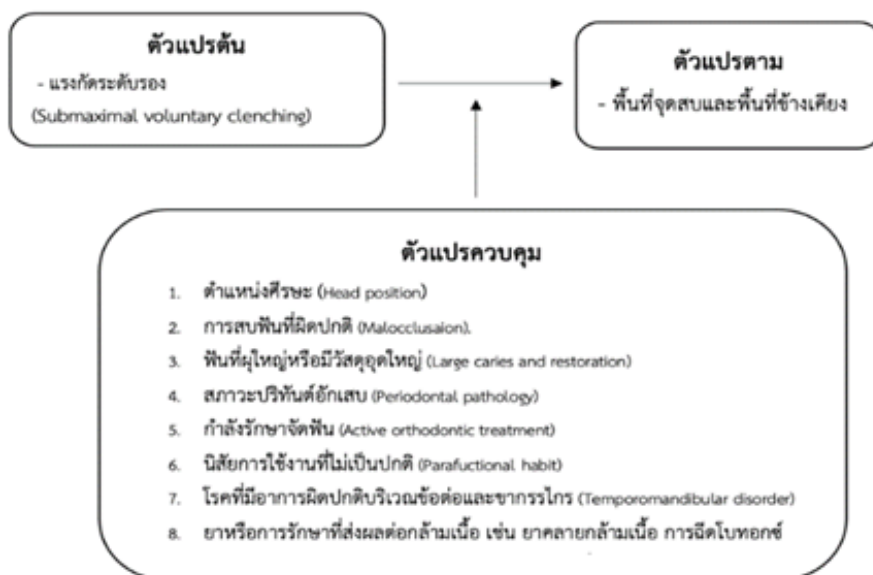 ตัวแปรต้น
- แรงกัดระดับรอง
(Submaximal voluntary clenching)
ตัวแปรตาม
- พื้นที่จุดสบและพื้นที่ข้างเคียง
ตัวแปรควบคุม
1. ตำแหน่งศีรษะ (Head position)
2. การสบฟันที่ผิดปกติ (Malocclusaion).
3. ฟันที่ผุใหญ่หรือมีวัสดุอุดใหญ่ (Large caries and restoration)
4. สภาวะปริทันต์อักเสบ (Periodontal pathology)
5. กำลังรักษาจัดฟัน (Active orthodontic treatment)
6. นิสัยการใช้งานที่ไม่เป็นปกติ (Parafuctional habit)
7. โรคที่มีอาการผิดปกติบริเวณข้อต่อและขากรรไกร (Temporomandibular disorder)
8. ยาหรือการรักษาที่ส่งผลต่อกล้ามเนื้อ เช่น ยาคลายกล้ามเนื้อ การฉีดโบทอกซ์